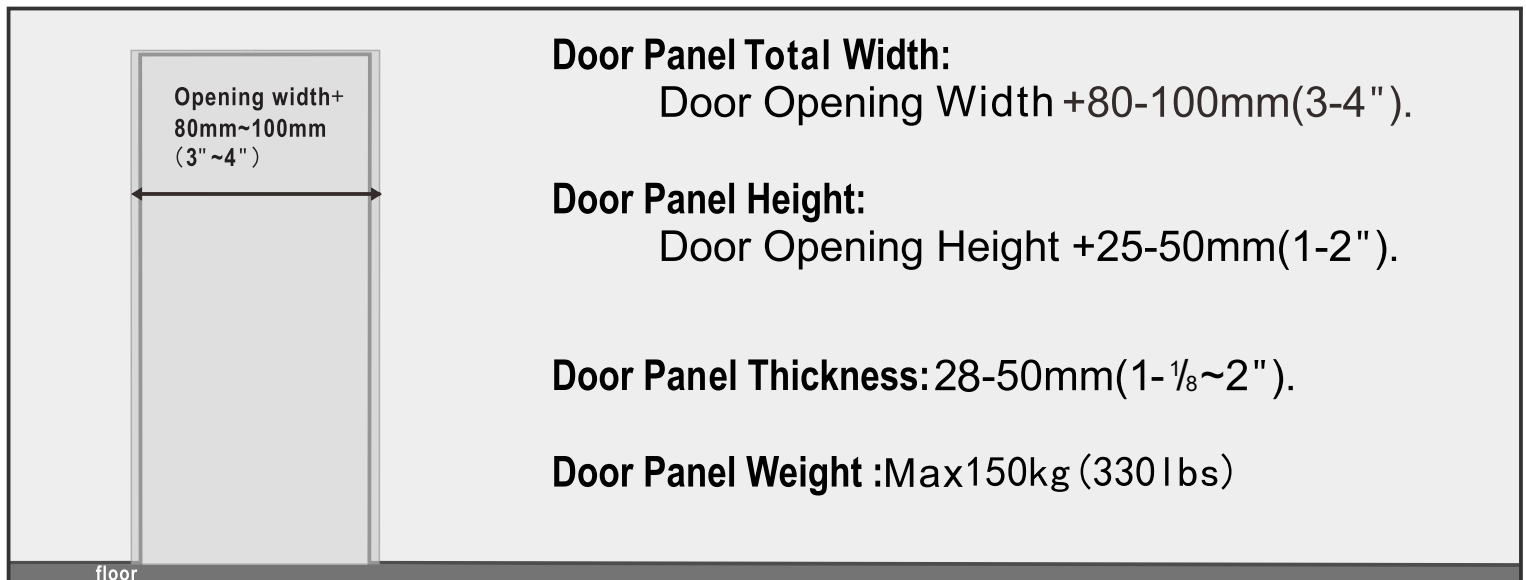 Opening width+
80mm~100mm
(3"~4")
Door Panel Total Width:
Door Opening Width +80-100mm(3-4").
Door Panel Height:
Door Opening Height +25-50mm(1-2").
Door Panel Thickness:28-50mm(1-1/8~2").
Door Panel Weight :Max150kg(330lbs)
floor